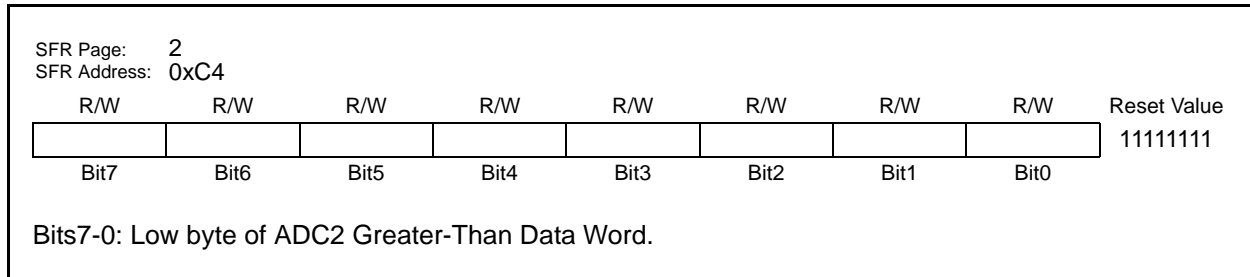 SFR Page: 2
SFR Address: 0xC4
R/W R/W R/W R/W R/W R/W R/W R/W Reset Value
11111111
Bit7 Bit6 Bit5 Bit4 Bit3 Bit2 Bit1 Bit0
Bits7-0: Low byte of ADC2 Greater-Than Data Word.